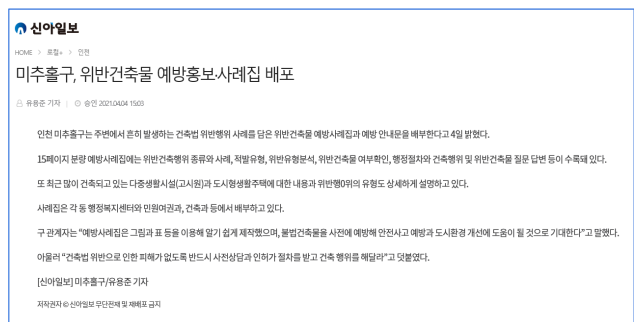 신아일보
HOME > 로컬+ > 인천
미추홀구, 위반건축물 예방홍보·사례집 배포
유용준 기자 | 승인 2021.04.04 15:03
인천 미추홀구는 주변에서 흔히 발생하는 건축법 위반행위 사례를 담은 위반건축물 예방사례집과 예방 안내문을 배부한다고 4일 밝혔다.
15페이지 분량 예방사례집에는 위반건축행위 종류와 사례, 적발유형, 위반유형분석, 위반건축물 여부확인, 행정절차와 건축행위 및 위반건축물 질문 답변 등이 수록돼 있다.
또 최근 많이 건축되고 있는 다중생활시설(고시원)과 도시형생활주택에 대한 내용과 위반행0위의 유형도 상세하게 설명하고 있다.
사례집은 각 동 행정복지센터와 민원여권과, 건축과 등에서 배부하고 있다.
구 관계자는 “예방사례집은 그림과 표 등을 이용해 알기 쉽게 제작했으며, 불법건축물을 사전에 예방해 안전사고 예방과 도시환경 개선에 도움이 될 것으로 기대한다”고 말했다.
아울러 “건축법 위반으로 인한 피해가 없도록 반드시 사전상담과 인허가 절차를 받고 건축 행위를 해달라”고 덧붙였다.
[신아일보] 미추홀구/유용준 기자
저작권자 © 신아일보 무단전재 및 재배포 금지